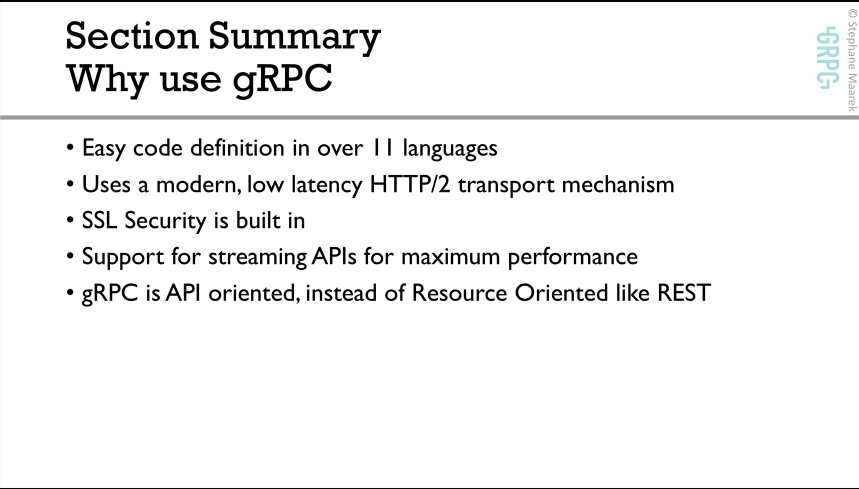 Section Summary
Why use gRPC
• Easy code definition in over 11 languages
• Uses a modern, low latency HTTP/2 transport mechanism
• SSL Security is built in
• Support for streaming APIs for maximum performance
• gRPC is API oriented, instead of Resource Oriented like REST
GRPC
© Stephane Maarek